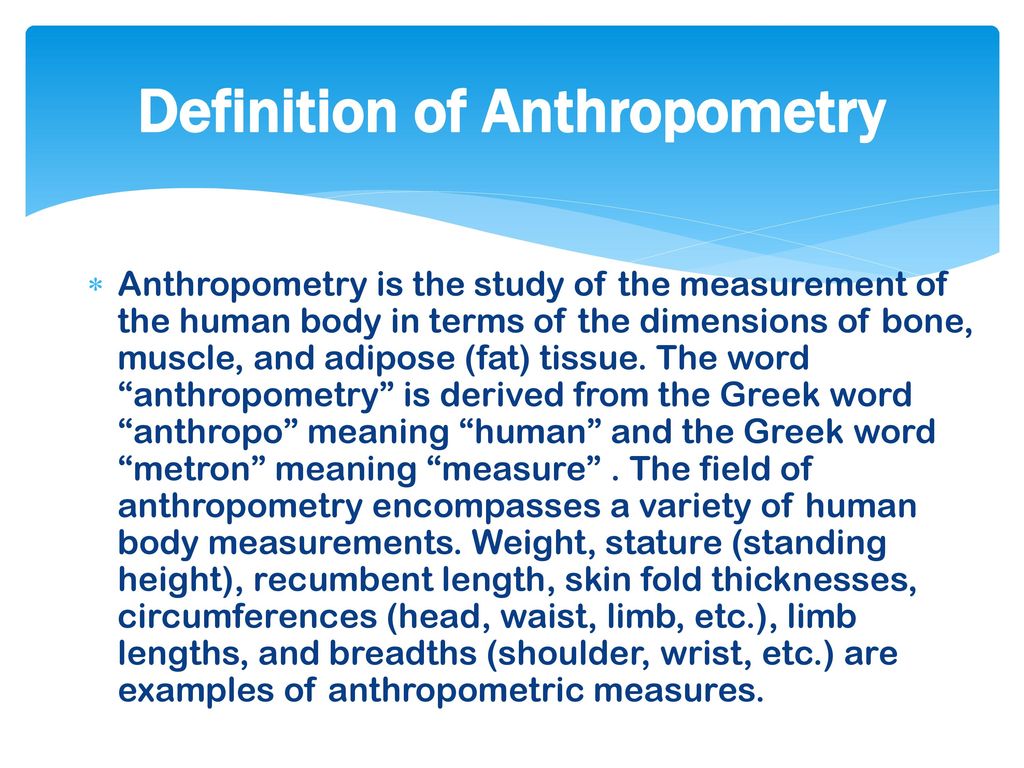 Definition of Anthropometry
* Anthropometry is the study of the measurement of
the human body in terms of the dimensions of bone,
muscle, and adipose (fat) tissue. The word
“anthropometry” is derived from the Greek word
“anthropo” meaning “human” and the Greek word
“metron” meaning “measure” . The field of
anthropometry encompasses a variety of human
body measurements. Weight, stature (standing
height), recumbent length, skin fold thicknesses,
circumferences (head, waist, limb, etc.), limb
lengths, and breadths (shoulder, wrist, etc.) are
examples of anthropometric measures.